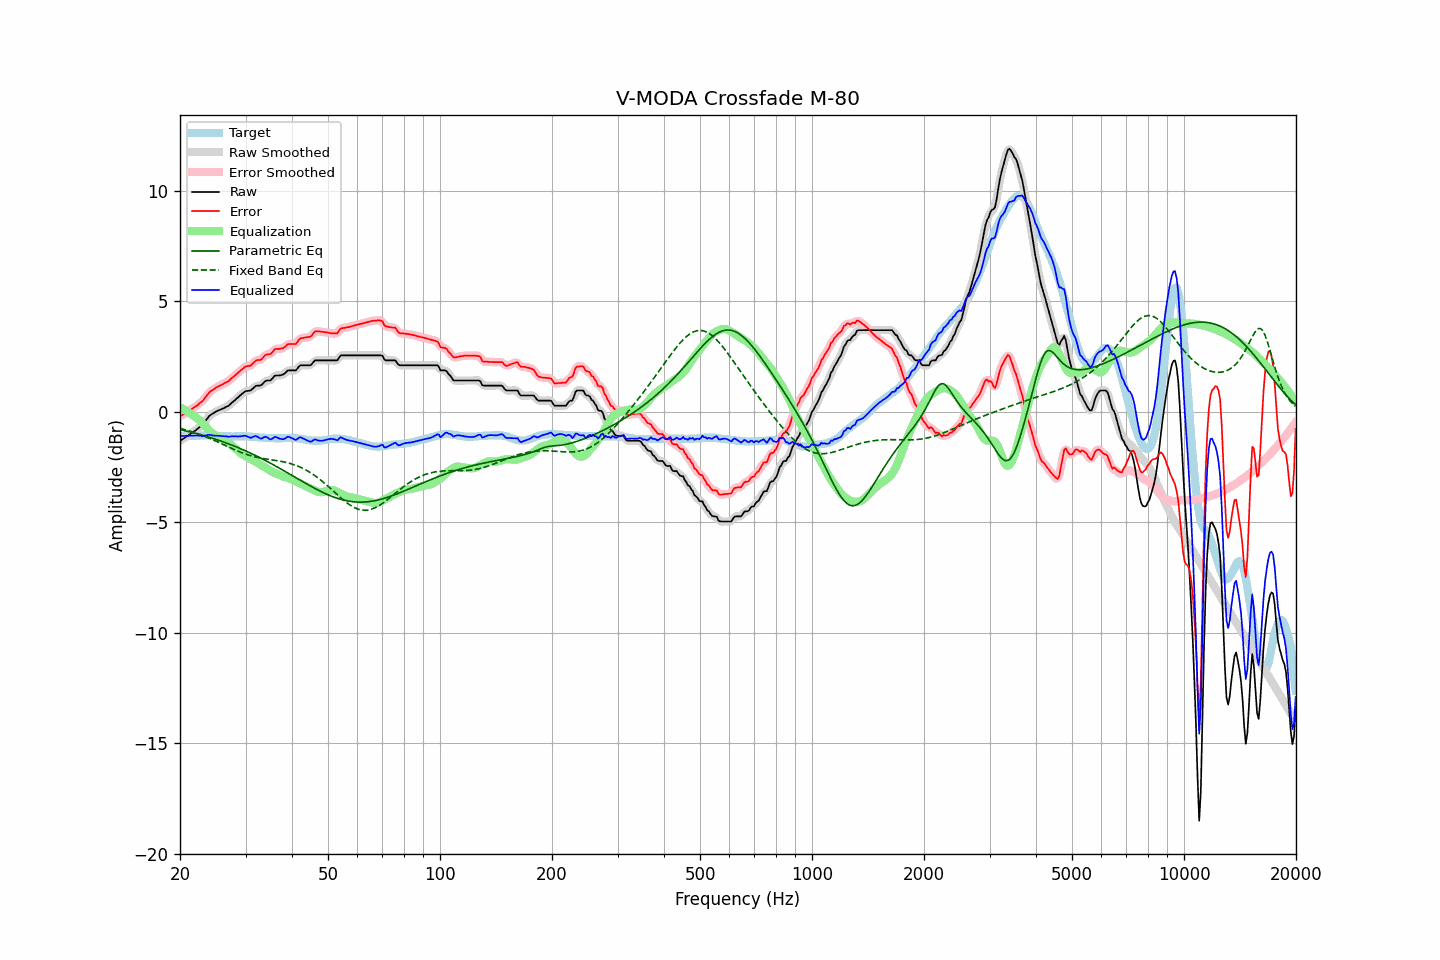 V-MODA Crossfade M-80
Target
Raw Smoothed
Error Smoothed
Raw
Error
Equalization
Parametric Eq
Fixed Band Eq
Equalized
Amplitude (dBr)
10
5
0
−5
−10
−15
−20
20 50 100 200 500 1000 2000 5000 10000 20000
Frequency (Hz)